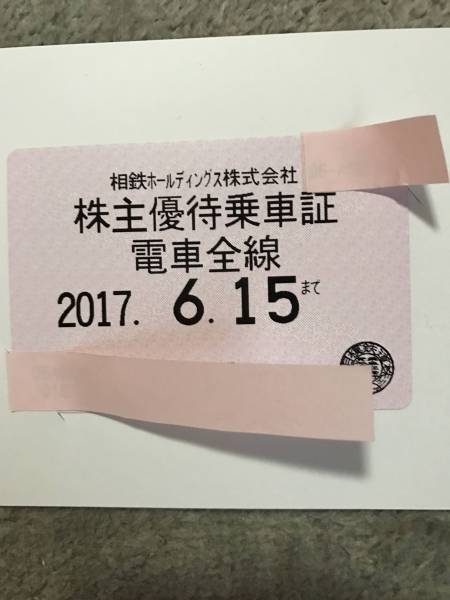 相鉄ホールディングス株式会社
株主優待乗車証
電車全線
2017. 6. 15まで